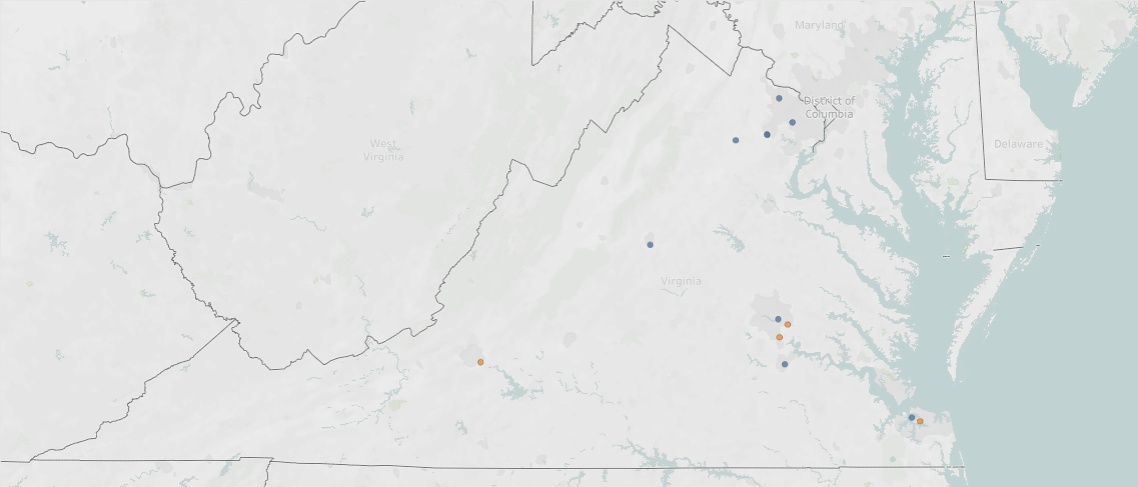 Maryland
District of
Columbia
West
Virginia
Delaware
Virginia